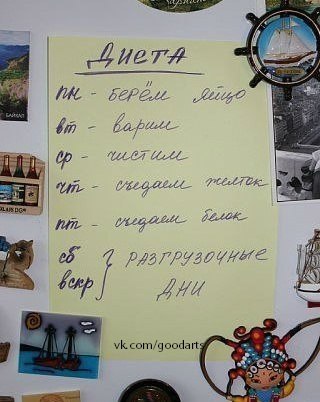 ДИЕТА
пн - берём яйцо
вт - варим
ср - чистим
чт - съедаем желток
пт - съедаем белок
сб } РАЗГРУЗОЧНЫЕ
вскр } ДНИ
vk.com/goodarts
БАЙКАЛ